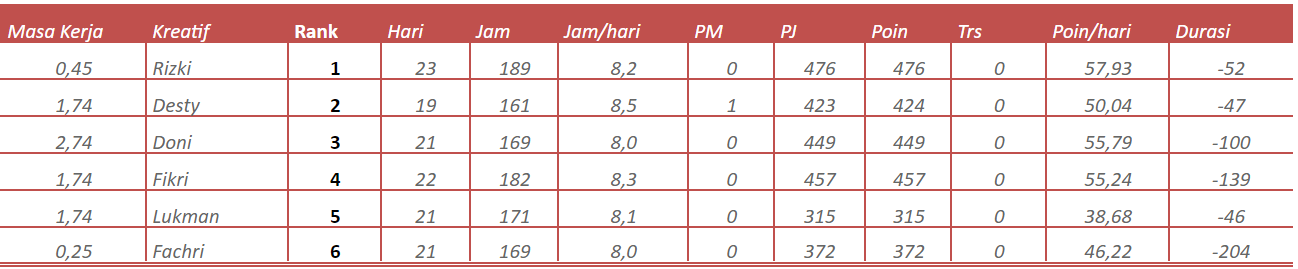 Masa Kerja Kreatif Rank Hari Jam Jam/hari PM PJ Poin Trs Poin/hari Durasi
0,45 Rizki 1 23 189 8,2 0 476 476 0 57,93 -52
1,74 Desty 2 19 161 8,5 1 423 424 0 50,04 -47
2,74 Doni 3 21 169 8,0 0 449 449 0 55,79 -100
1,74 Fikri 4 22 182 8,3 0 457 457 0 55,24 -139
1,74 Lukman 5 21 171 8,1 0 315 315 0 38,68 -46
0,25 Fachri 6 21 169 8,0 0 372 372 0 46,22 -204